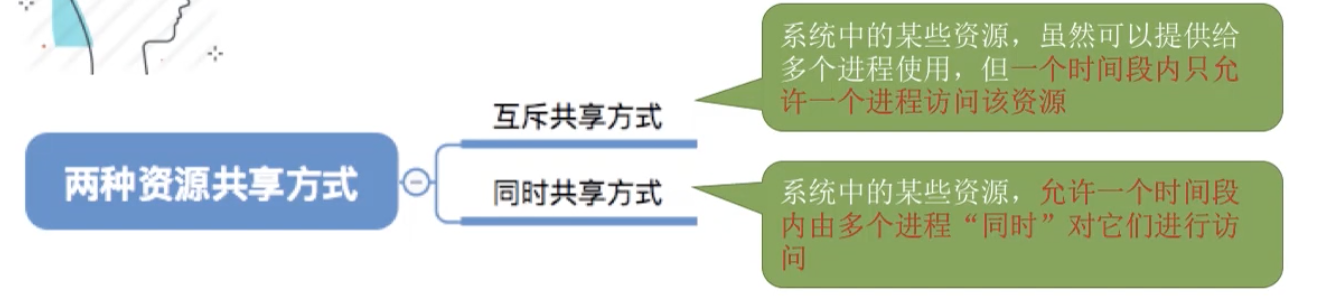 两种资源共享方式
互斥共享方式
系统中的某些资源，虽然可以提供给
多个进程使用，但一个时间段内只允
许一个进程访问该资源
同时共享方式
系统中的某些资源，允许一个时间段
内由多个进程“同时”对它们进行访
问